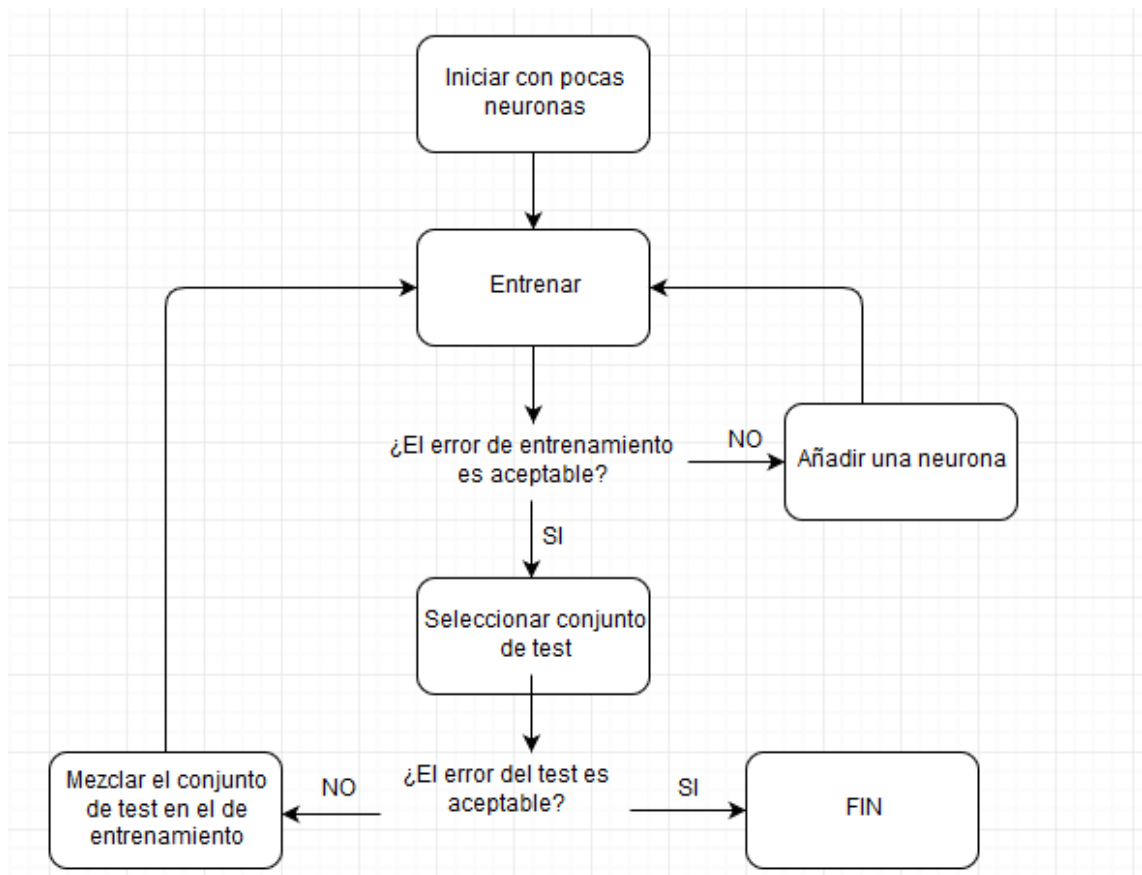 Iniciar con pocas
neuronas
Entrenar
¿El error de entrenamiento
es aceptable?
NO
Añadir una neurona
SI
Seleccionar conjunto
de test
Mezclar el conjunto
de test en el de
entrenamiento
NO
¿El error del test es
aceptable?
SI
FIN